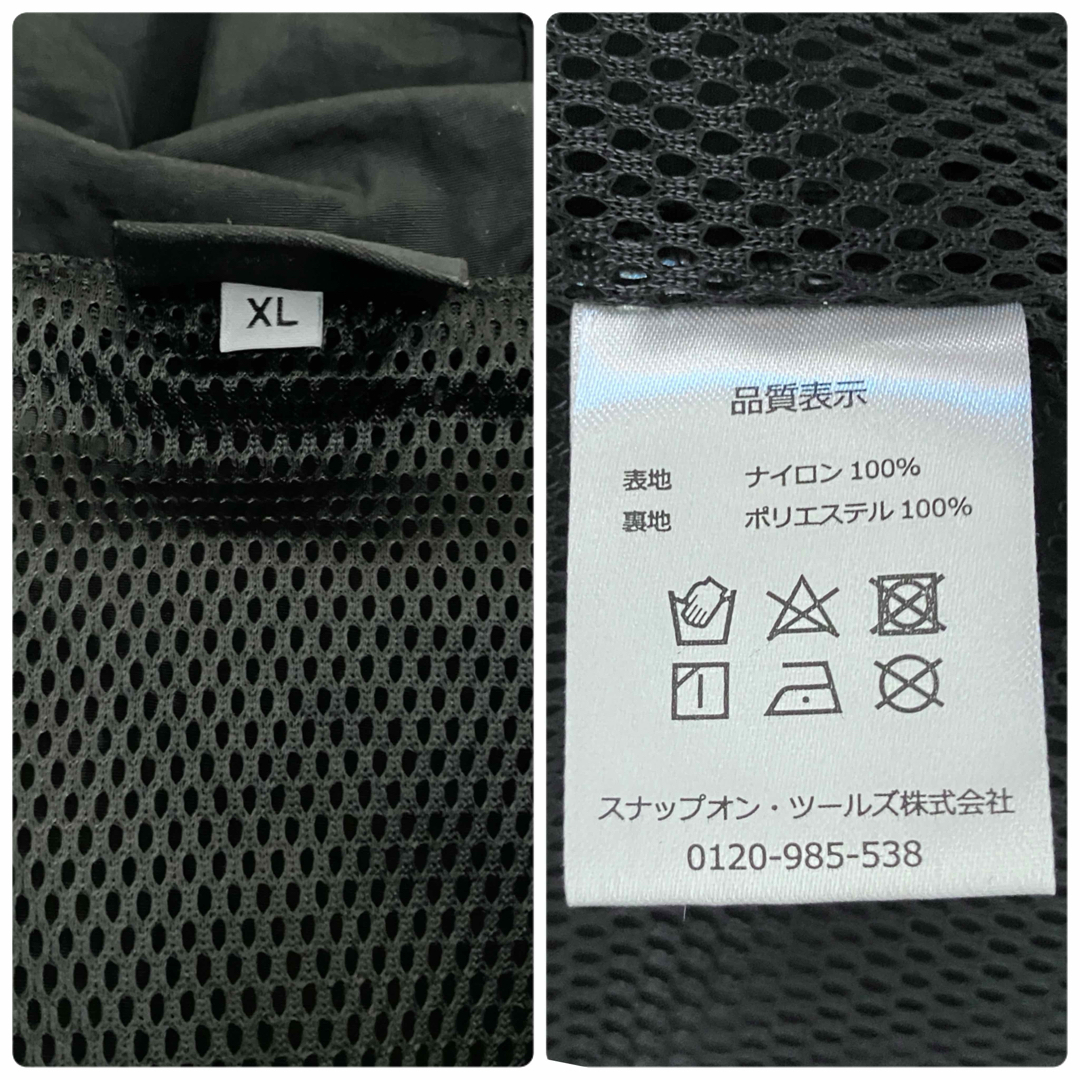 XL
品質表示
表地 ナイロン 100%
裏地 ポリエステル 100%
スナップオン・ツールズ株式会社
0120-985-538